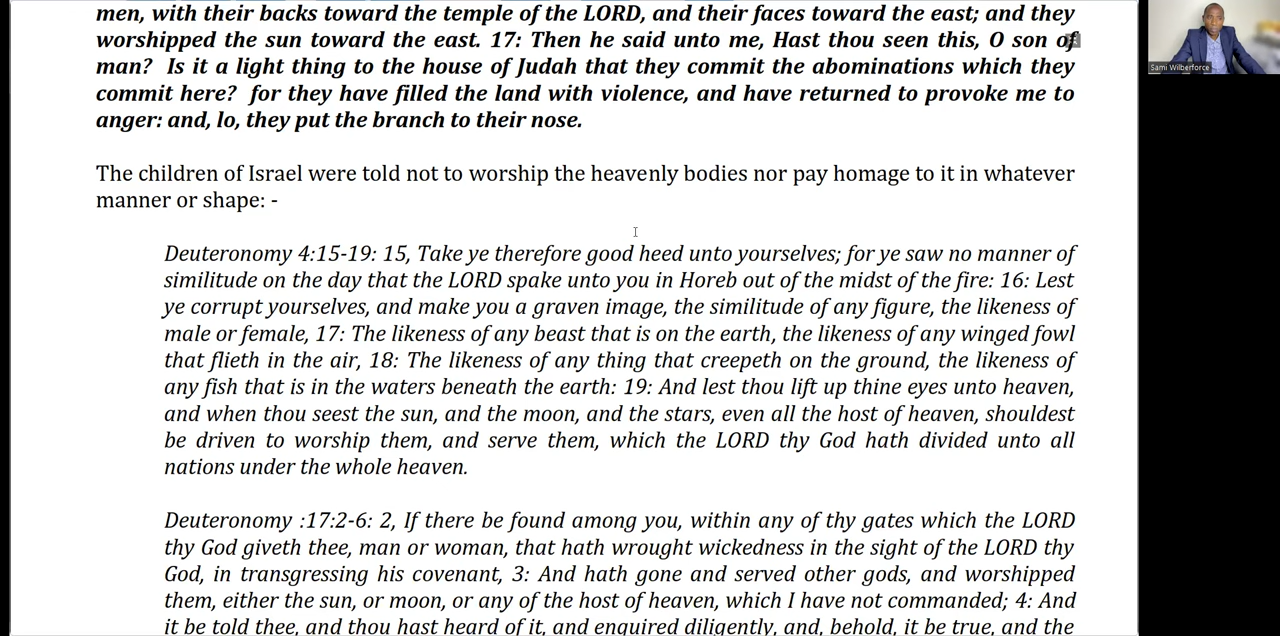 men, with their backs toward the temple of the LORD, and their faces toward the east; and they
worshipped the sun toward the east. 17: Then he said unto me, Hast thou seen this, O son of
man? Is it a light thing to the house of Judah that they commit the abominations which they
commit here? for they have filled the land with violence, and have returned to provoke me to
anger: and, lo, they put the branch to their nose.
The children of Israel were told not to worship the heavenly bodies nor pay homage to it in whatever
manner or shape: -
Deuteronomy 4:15-19: 15, Take ye therefore good heed unto yourselves; for ye saw no manner of
similitude on the day that the LORD spake unto you in Horeb out of the midst of the fire: 16: Lest
ye corrupt yourselves, and make you a graven image, the similitude of any figure, the likeness of
male or female, 17: The likeness of any beast that is on the earth, the likeness of any winged fowl
that flieth in the air, 18: The likeness of any thing that creepeth on the ground, the likeness of
any fish that is in the waters beneath the earth: 19: And lest thou lift up thine eyes unto heaven,
and when thou seest the sun, and the moon, and the stars, even all the host of heaven, shouldest
be driven to worship them, and serve them, which the LORD thy God hath divided unto all
nations under the whole heaven.
Deuteronomy :17:2-6: 2, If there be found among you, within any of thy gates which the LORD
thy God giveth thee, man or woman, that hath wrought wickedness in the sight of the LORD thy
God, in transgressing his covenant, 3: And hath gone and served other gods, and worshipped
them, either the sun, or moon, or any of the host of heaven, which I have not commanded; 4: And
it be told thee, and thou hast heard of it, and enquired diligently, and, behold, it be true, and the
Sami Wilberforce